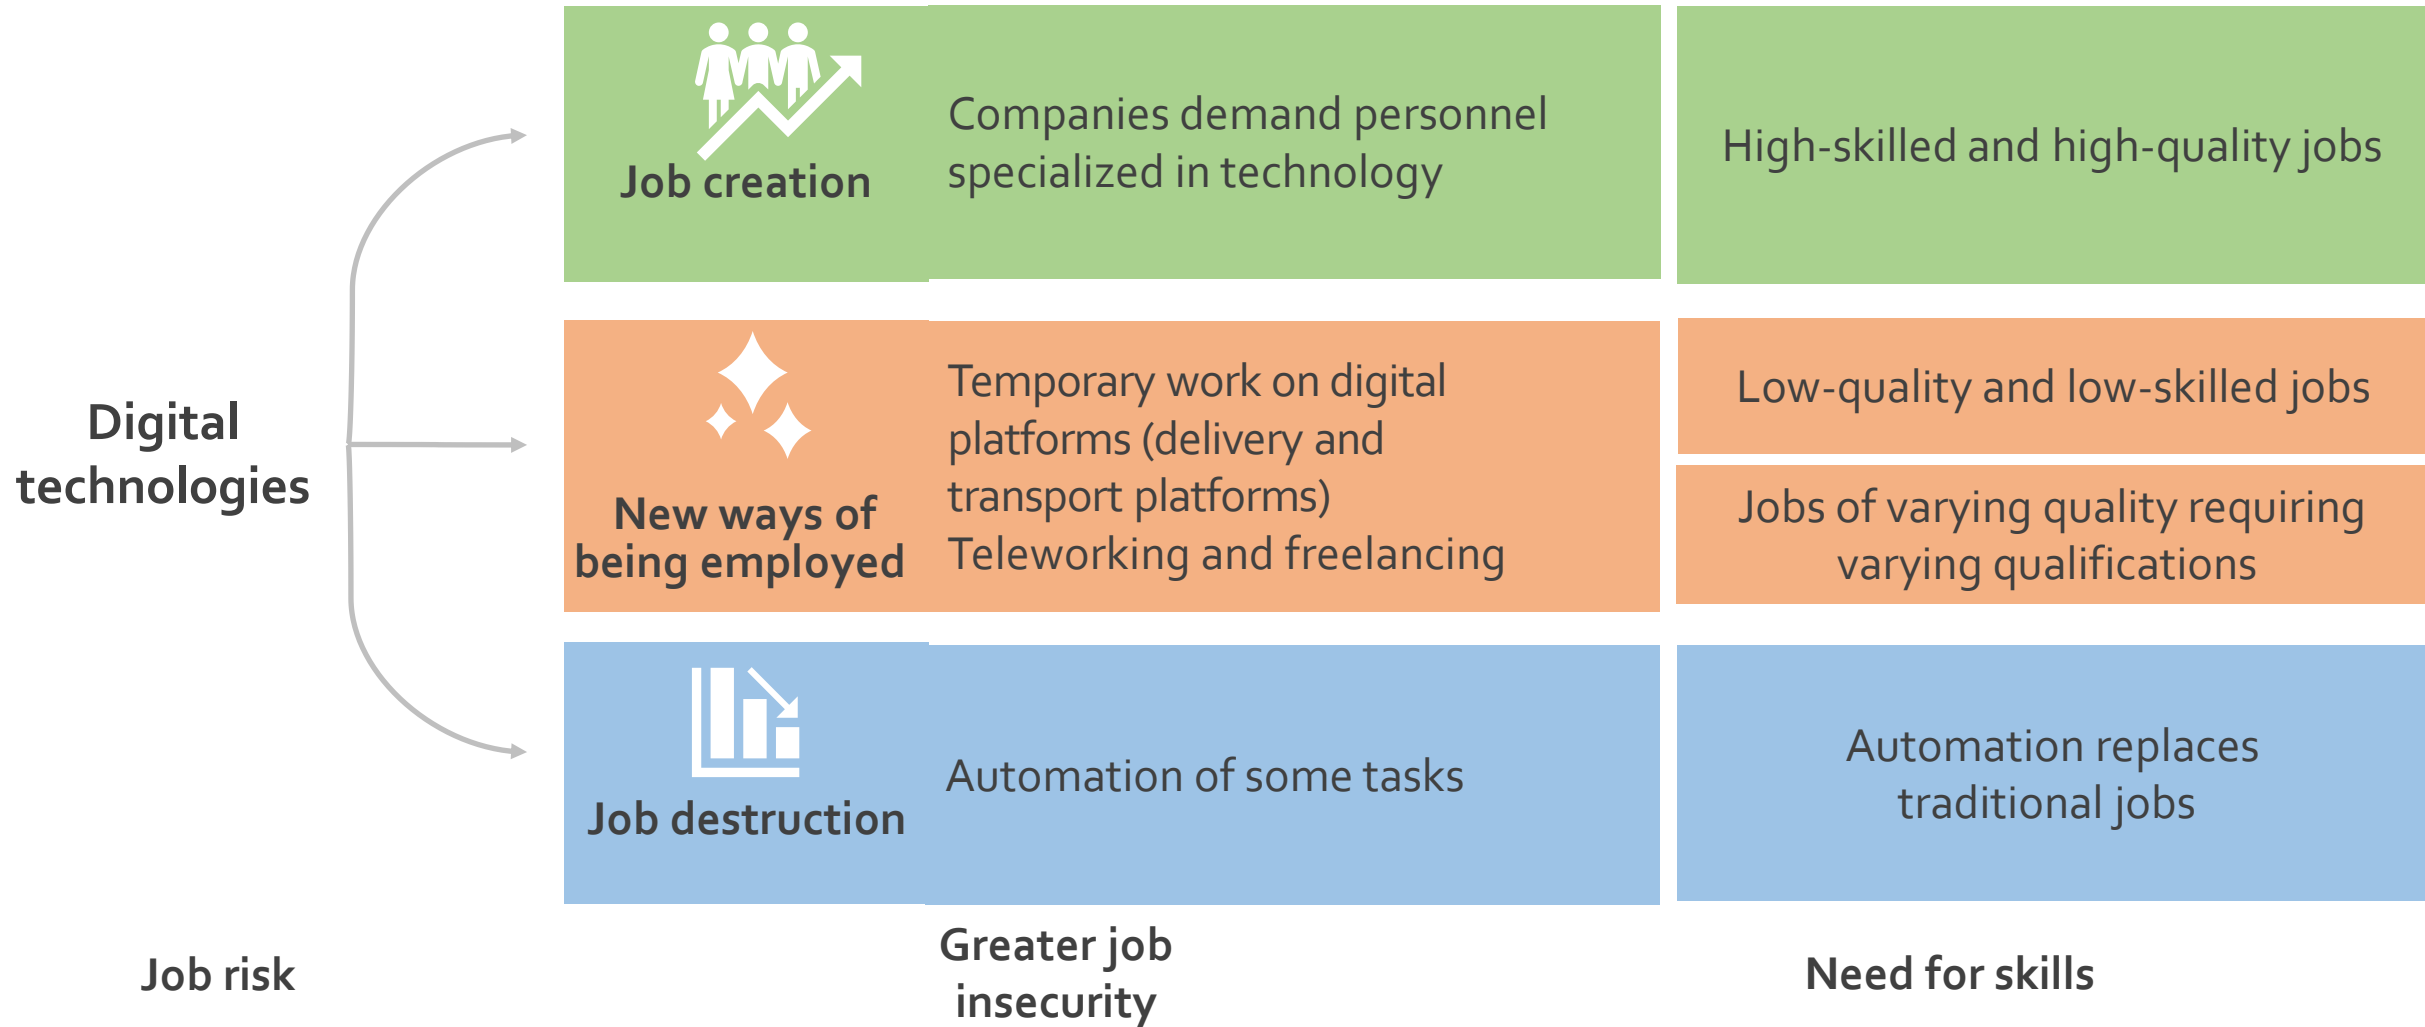 Digital
technologies
Job creation
Companies demand personnel
specialized in technology
High-skilled and high-quality jobs
New ways of
being employed
Temporary work on digital
platforms (delivery and
transport platforms)
Teleworking and freelancing
Low-quality and low-skilled jobs
Jobs of varying quality requiring
varying qualifications
Job destruction
Automation of some tasks
Automation replaces
traditional jobs
Job risk
Greater job
insecurity
Need for skills